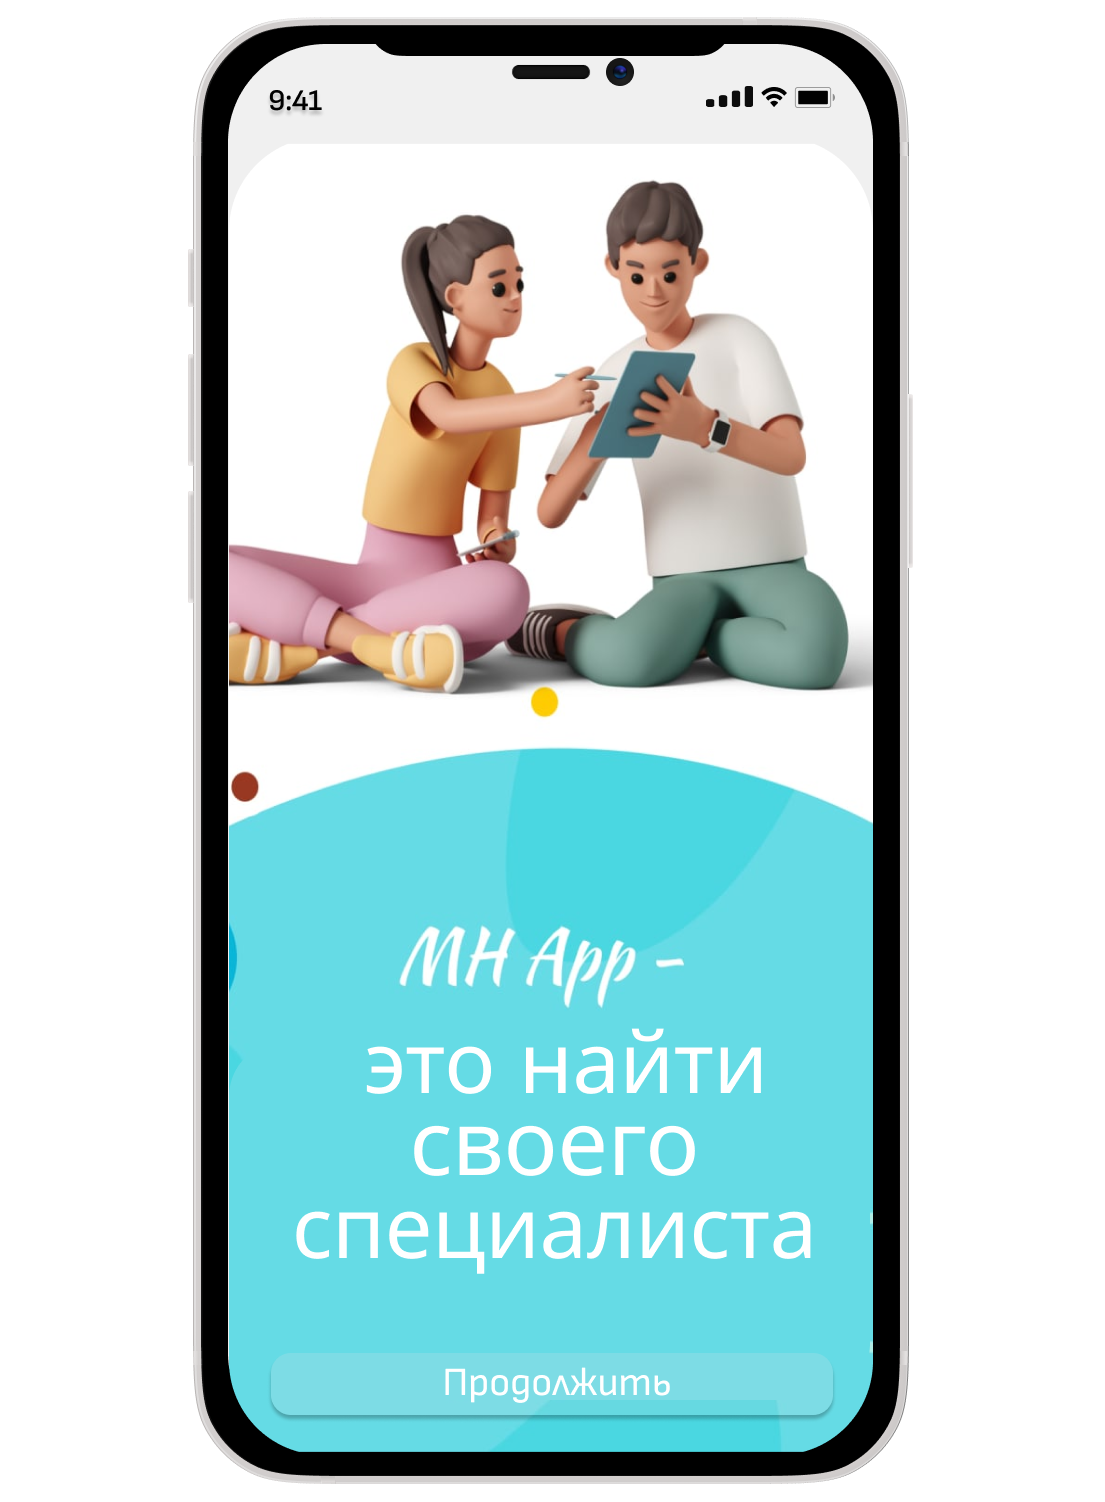 9:41
MH App -
это найти
своего
специалиста
Продолжить